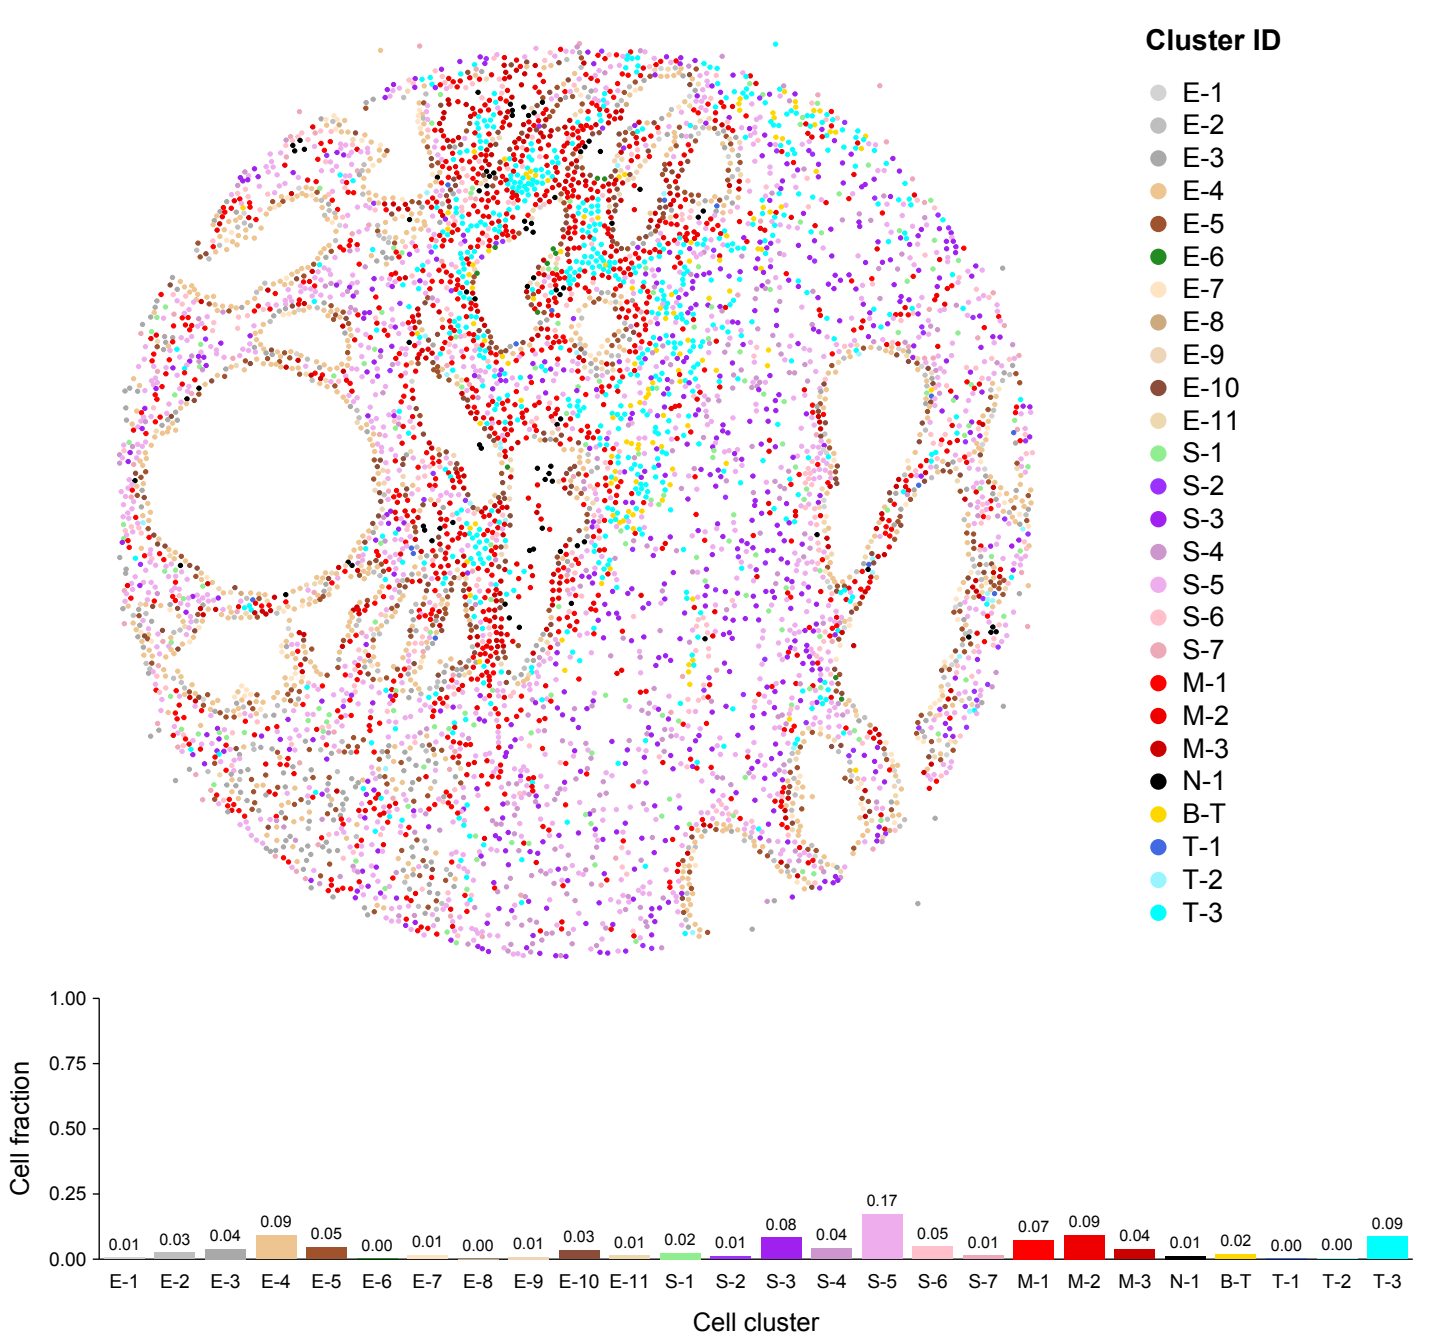 Cluster ID
E-1
E-2
E-3
E-4
E-5
E-6
E-7
E-8
E-9
E-10
E-11
S-1
S-2
S-3
S-4
S-5
S-6
S-7
M-1
M-2
M-3
N-1
B-T
T-1
T-2
T-3
1.00
0.75
0.50
0.25
0.00
Cell fraction
0.01 0.03 0.04 0.09 0.05 0.00 0.01 0.00 0.01 0.03 0.01 0.02 0.01 0.08 0.04 0.17 0.05 0.01 0.07 0.09 0.04 0.01 0.02 0.00 0.00 0.09
E-1 E-2 E-3 E-4 E-5 E-6 E-7 E-8 E-9 E-10 E-11 S-1 S-2 S-3 S-4 S-5 S-6 S-7 M-1 M-2 M-3 N-1 B-T T-1 T-2 T-3
Cell cluster